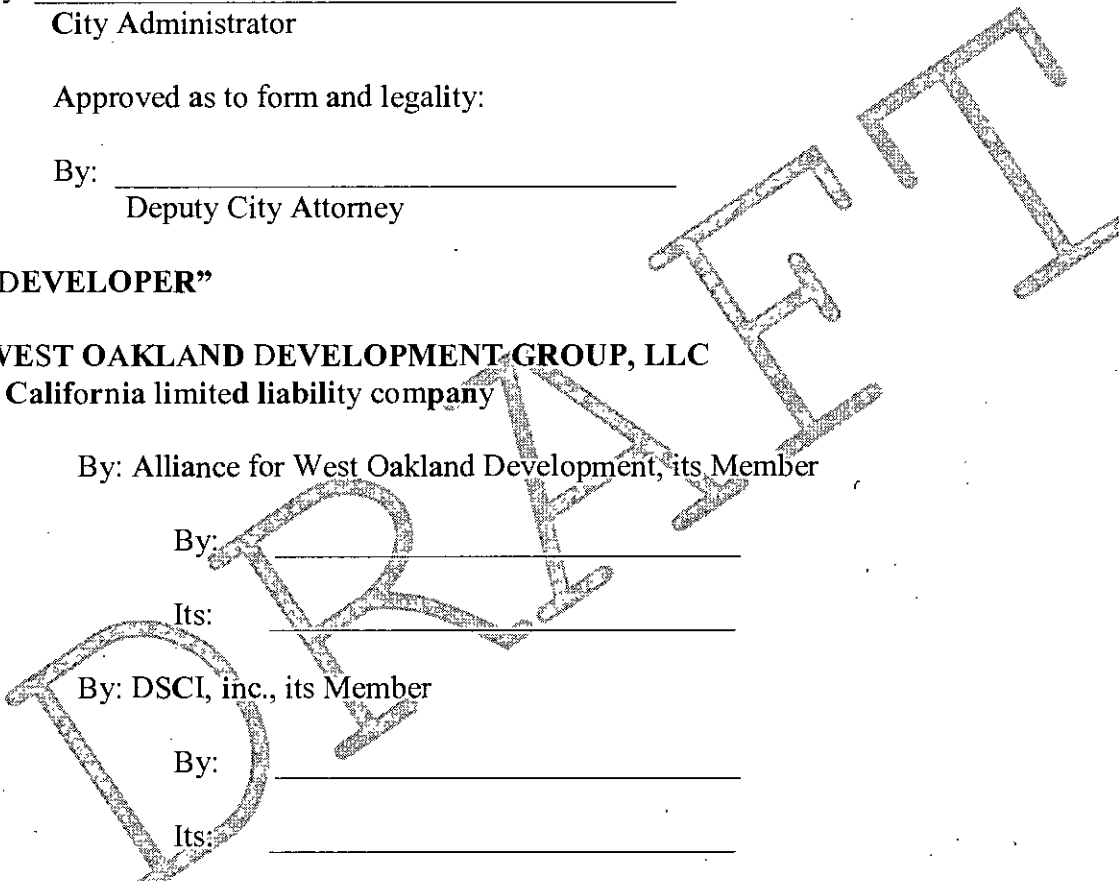 City Administrator
Approved as to form and legality:
By:
Deputy City Attorney
DEVELOPER”
WEST OAKLAND DEVELOPMENT GROUP, LLC
California limited liability company
By: Alliance for West Oakland Development, its Member
By:
Its:
By: DSCI, inc., its Member
By:
Its:
DRAFT